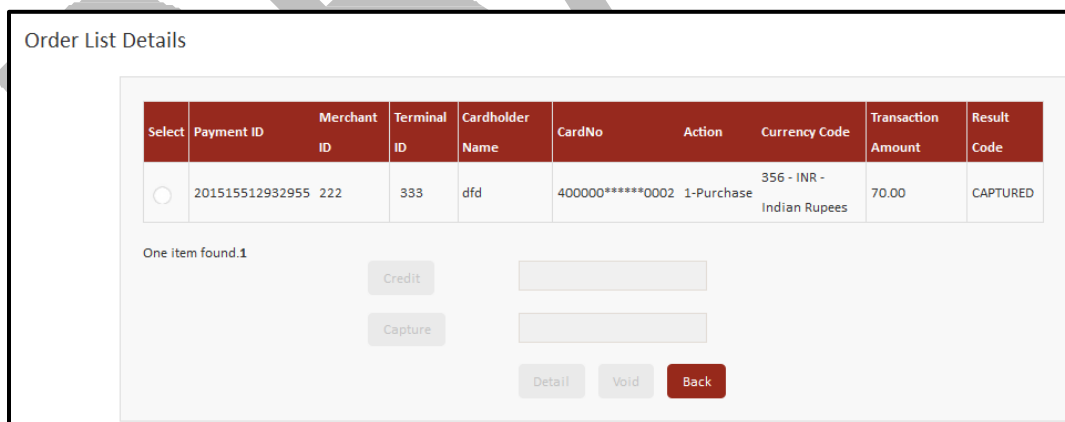 Order List Details
Select Payment ID Merchant ID Terminal ID Cardholder Name CardNo Action Currency Code Transaction Amount Result Code
201515512932955 222 333 dfd 400000******0002 1-Purchase 356 - INR - Indian Rupees 70.00 CAPTURED
One item found.1
Credit
Capture
Detail Void Back